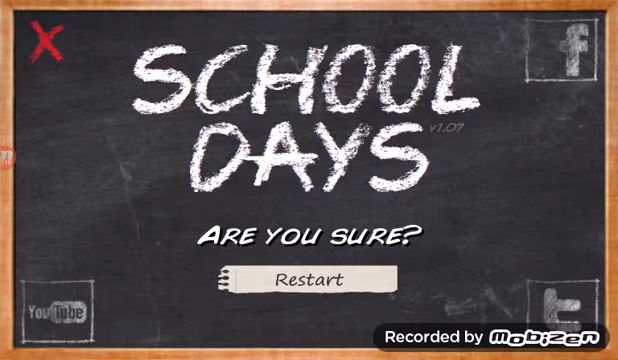 X
f
SCHOOL
DAYS
v1.07
ARE YOU SURE?
Restart
YouTube
t
Recorded by mobizen